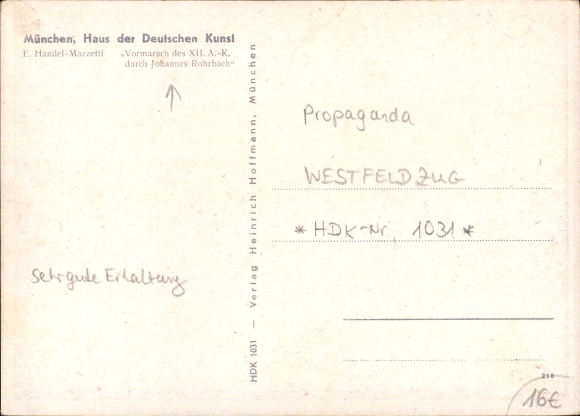 München, Haus der Deutschen Kunst
E. Handel-Mazzetti „Vormarsch des XII. A.-K.
durch Johannes Rohrbach“
HDK 1031 — Verlag Heinrich Hoffmann, München
Propaganda
WESTFELDZUG
* HDK-Nr. 1031 *
Sehr gute Erhaltung
218
16€